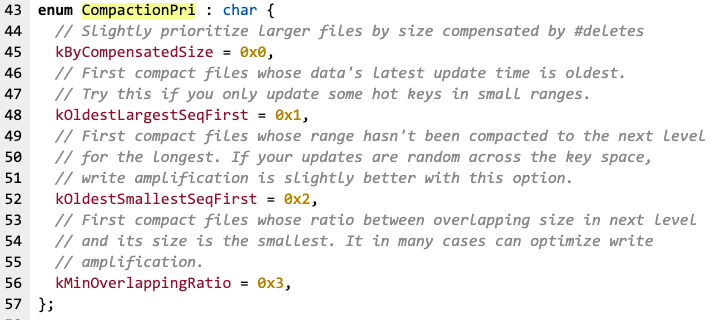 43 enum CompactionPri : char {
44   // Slightly prioritize larger files by size compensated by #deletes
45   kByCompensatedSize = 0x0,
46   // First compact files whose data's latest update time is oldest.
47   // Try this if you only update some hot keys in small ranges.
48   kOldestLargestSeqFirst = 0x1,
49   // First compact files whose range hasn't been compacted to the next level
50   // for the longest. If your updates are random across the key space,
51   // write amplification is slightly better with this option.
52   kOldestSmallestSeqFirst = 0x2,
53   // First compact files whose ratio between overlapping size in next level
54   // and its size is the smallest. It in many cases can optimize write
55   // amplification.
56   kMinOverlappingRatio = 0x3,
57 };